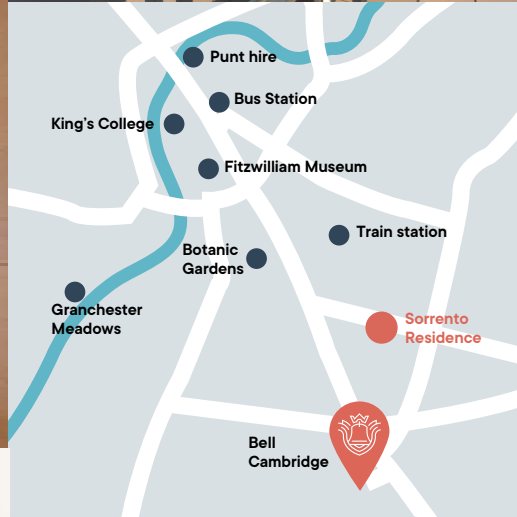 Punt hire
Bus Station
King's College
Fitzwilliam Museum
Train station
Botanic
Gardens
Granchester
Meadows
Sorrento
Residence
Bell
Cambridge